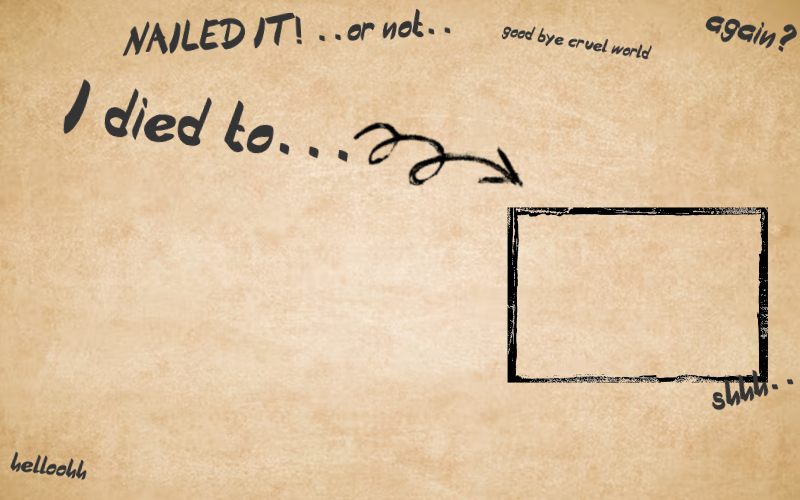 NAILED IT! ..or not..
good bye cruel world
again?
I died to...
shhh..
helloohh